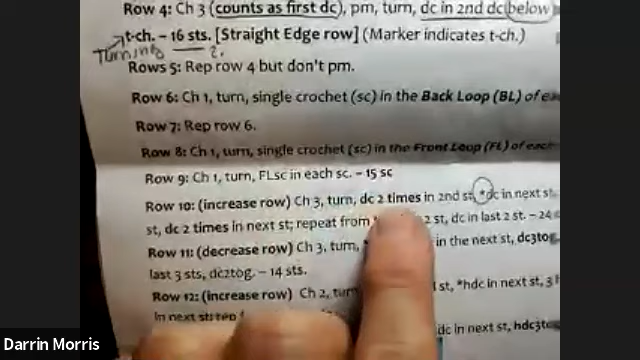 Row 4: Ch 3 (counts as first dc), pm, turn, dc in 2nd dc (below
t-ch. – 16 sts. [Straight Edge row] (Marker indicates t-ch.)
Turning 2.
Rows 5: Rep row 4 but don't pm.
Row 6: Ch 1, turn, single crochet (sc) in the Back Loop (BL) of
Row 7: Rep row 6.
Row 8: Ch 1, turn, single crochet (sc) in the Front Loop (FL) of each
Row 9: Ch 1, turn, FLsc in each sc. – 15 sc
Row 10: (increase row) Ch 3, turn, dc 2 times in 2nd st, *dc in next st.
st, dc 2 times in next st; repeat from 2 st, dc in last 2 st. – 24
Row 11: (decrease row) Ch 3, turn, in the next st, dc3tog
last 3 sts, dc2tog. – 14 sts.
Row 12: (increase row) Ch 2, turn st, *hdc in next st, 3
in next st; rep dc in next st, hdc3tog
Darrin Morris